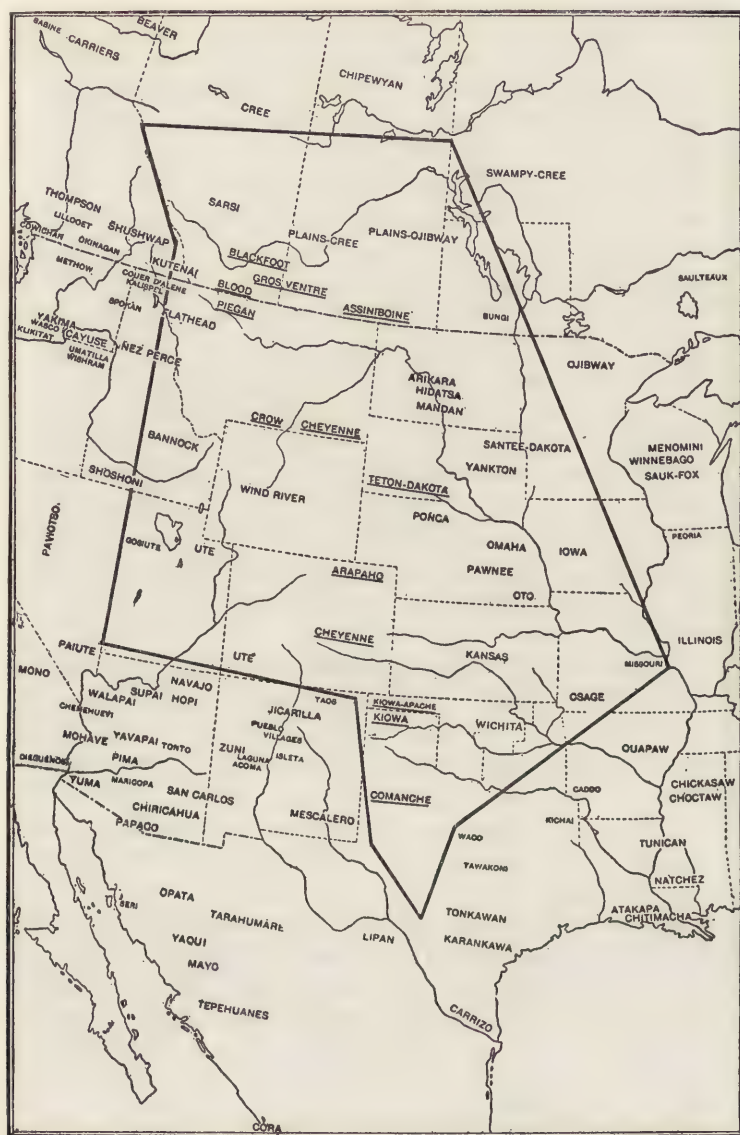 BABINE
BEAVER
CARRIERS
CHIPEWYAN
CREE
SWAMPY-CREE
THOMPSON
LILLOOET
SARSI
COWICHAN
OKINAGAN
SHUSHWAP
PLAINS-CREE
PLAINS-OJIBWAY
METHOW
KUTENAI
BLACKFOOT
COUER D'ALENE
KALISPEL
BLOOD
GROS VENTRE
SAULTEAUX
SPOKAN
FLATHEAD
PIEGAN
ASSINIBOINE
BUNGI
YAKIMA
WASCO
KLIKITAT
CAYUSE
NEZ PERCE
UMATILLA
WISHRAM
OJIBWAY
ARIKARA
HIDATSA
MANDAN
CROW
CHEYENNE
BANNOCK
SANTEE-DAKOTA
MENOMINI
WINNEBAGO
SAUK-FOX
YANKTON
SHOSHONI
WIND RIVER
TETON-DAKOTA
PONCA
PAWIOTSO
GOSIUTE
UTE
OMAHA
IOWA
PEORIA
ARAPAHO
PAWNEE
OTO
CHEYENNE
ILLINOIS
PAIUTE
UTE
KANSAS
MISSOURI
MONO
NAVAJO
WALAPAI
SUPAI
HOPI
TAOS
OSAGE
CHEMEHUEVI
JICARILLA
KIOWA-APACHE
KIOWA
WICHITA
MOHAVE
YAVAPAI
TONTO
PUEBLO
VILLAGES
ZUNI
LAGUNA
ACOMA
ISLETA
QUAPAW
DIEGUENOS
PIMA
YUMA
MARICOPA
SAN CARLOS
COMANCHE
CADDO
CHICKASAW
CHOCTAW
CHIRICAHUA
PAPAGO
MESCALERO
WACO
KICHAI
TUNICAN
TAWAKONI
NATCHEZ
OPATA
SERI
TARAHUMARE
TONKAWAN
ATAKAPA
CHITIMACHA
YAQUI
LIPAN
KARANKAWA
MAYO
TEPEHUANES
CARRIZO
CORA